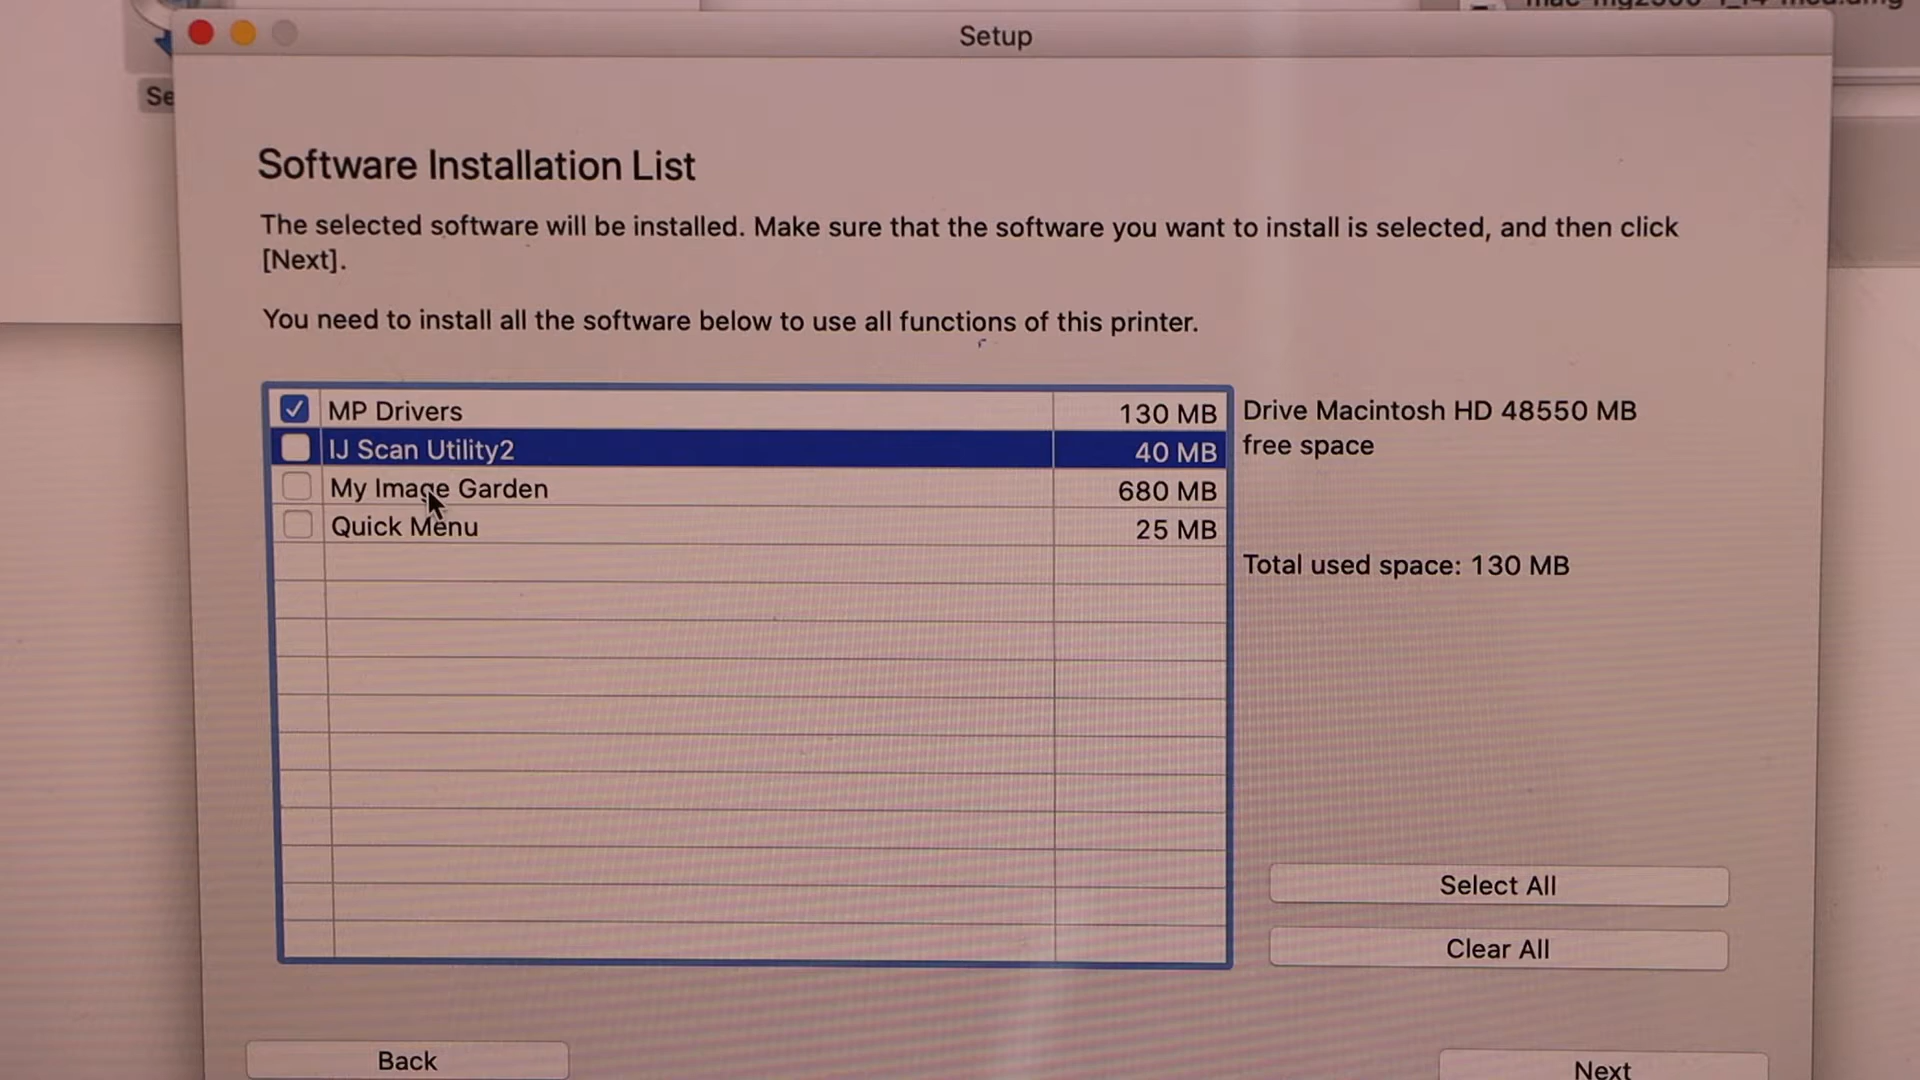 Setup
Se
Software Installation List
The selected software will be installed. Make sure that the software you want to install is selected, and then click
[Next].
You need to install all the software below to use all functions of this printer.
MP Drivers 130 MB
IJ Scan Utility2 40 MB
My Image Garden 680 MB
Quick Menu 25 MB
Drive Macintosh HD 48550 MB
free space
Total used space: 130 MB
Select All
Clear All
Back
Next